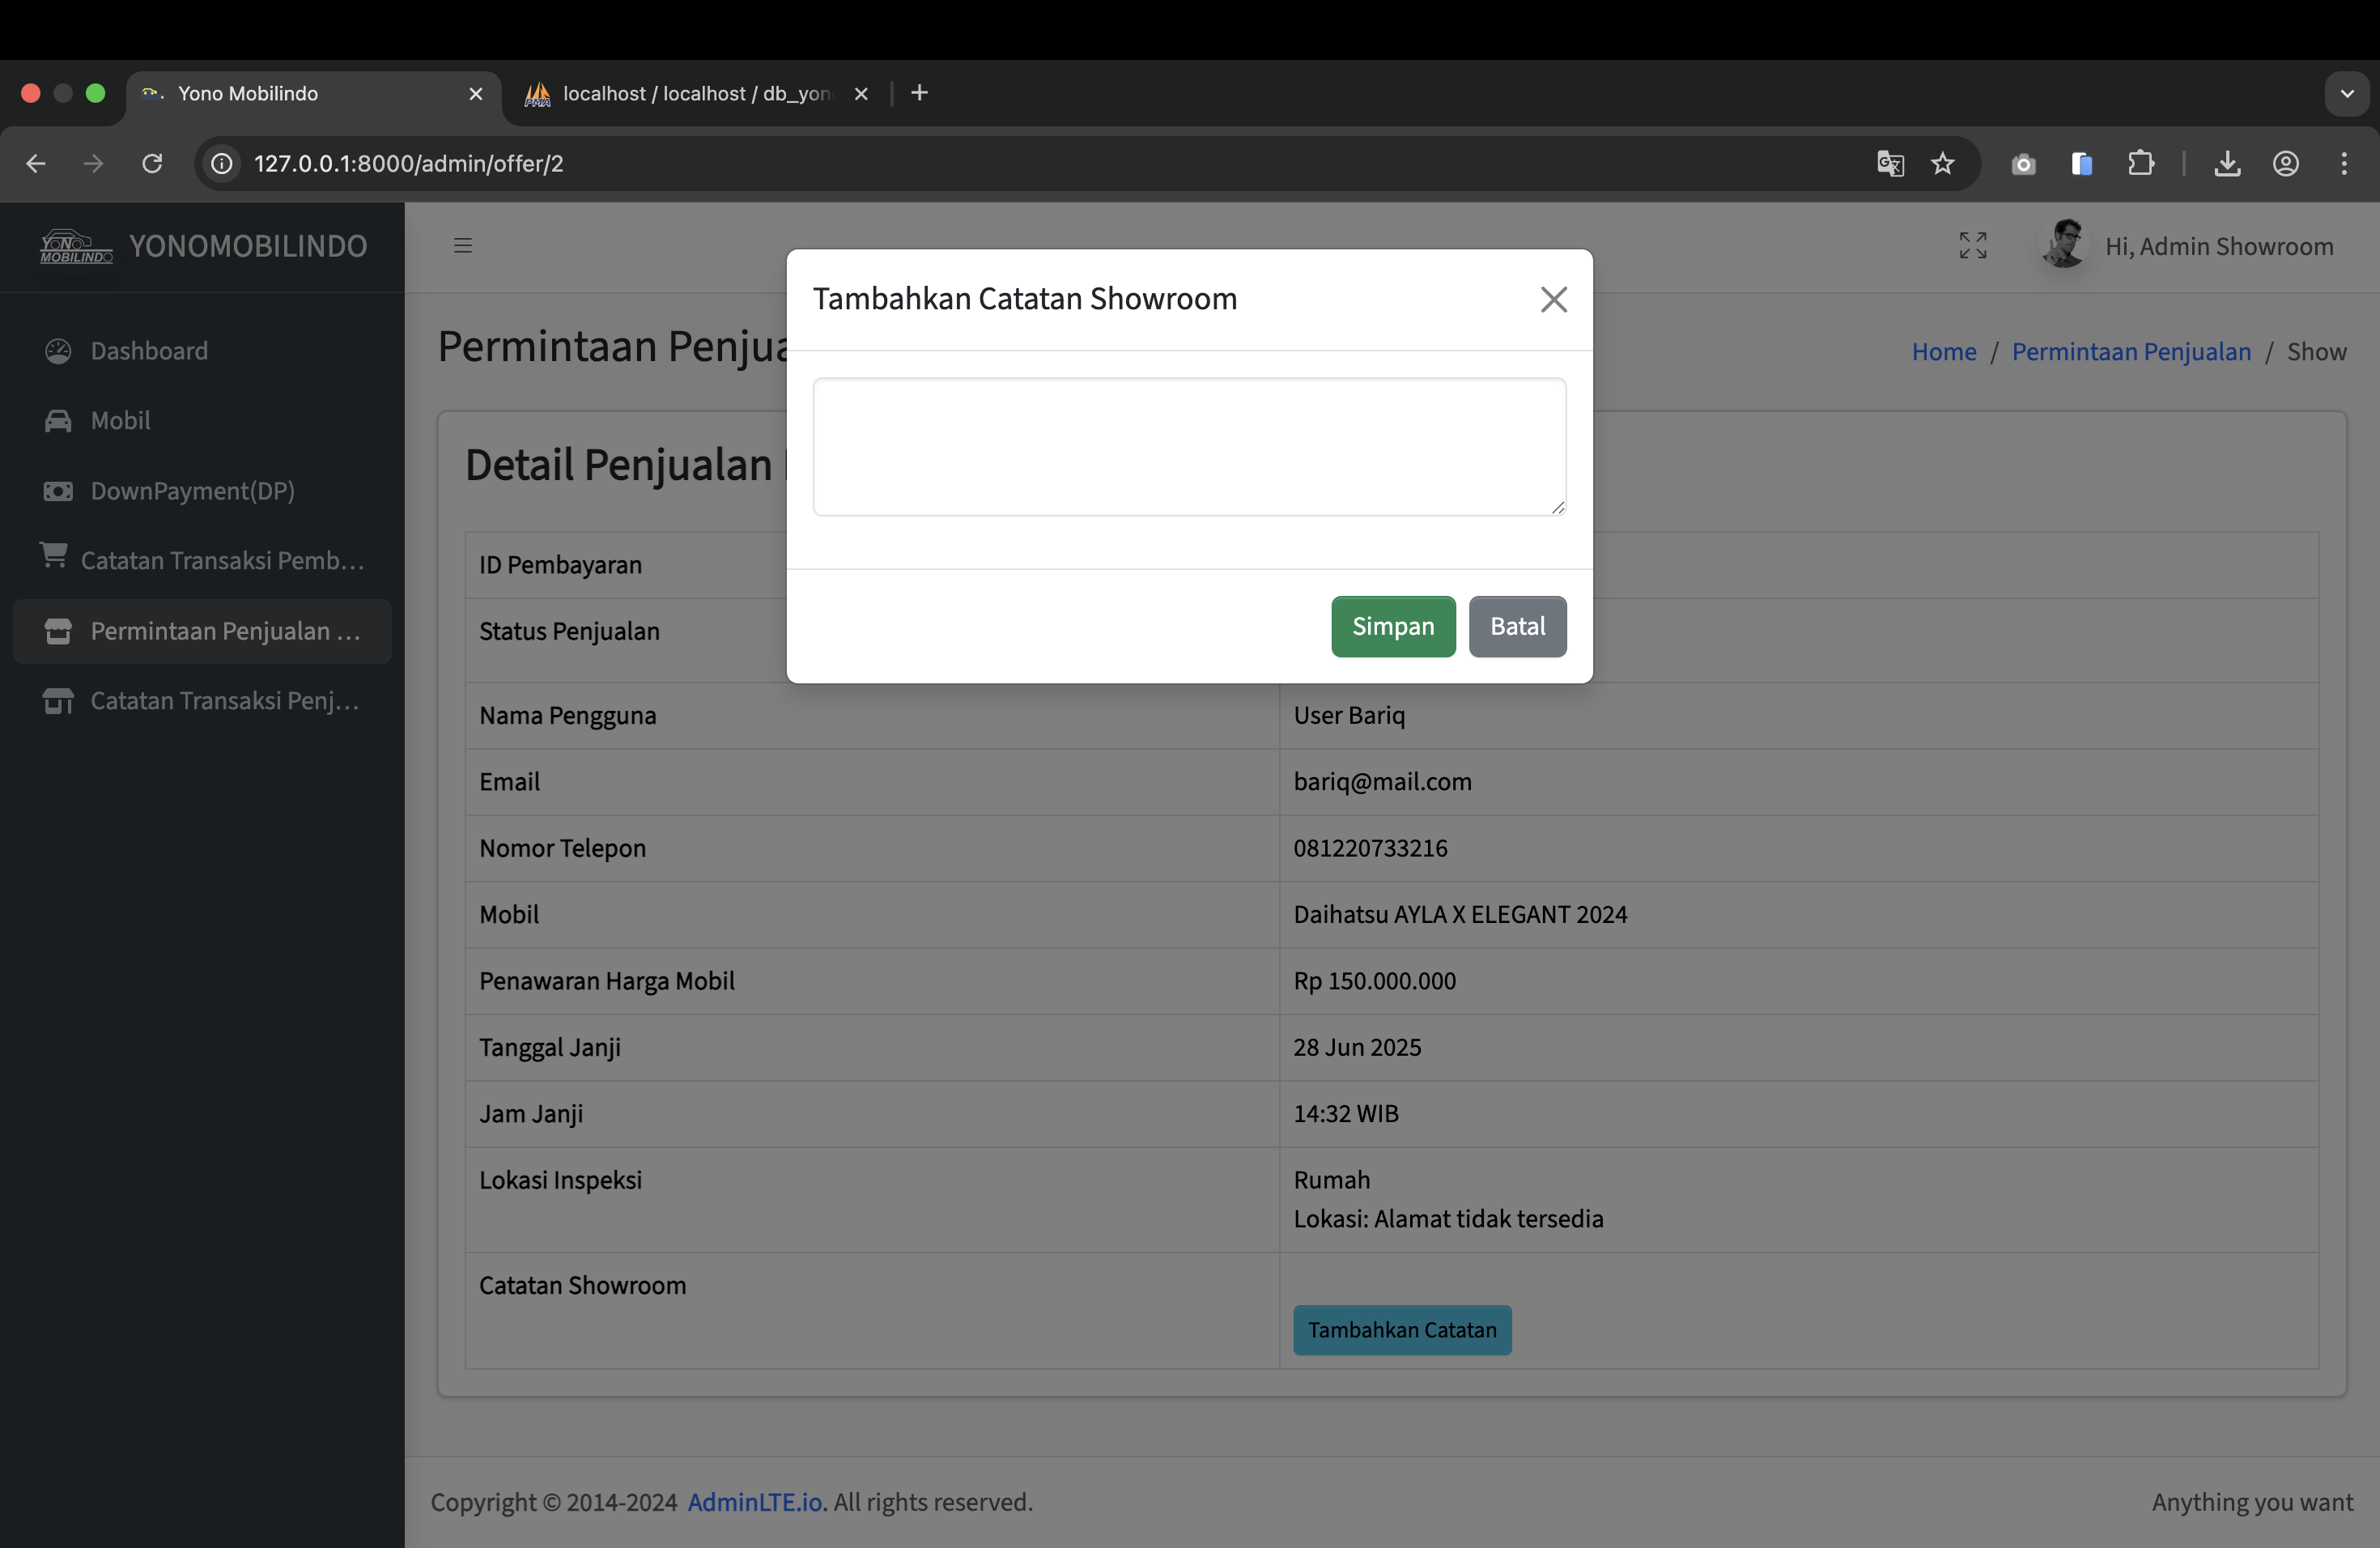 Yono Mobilindo
localhost / localhost / db_yon
127.0.0.1:8000/admin/offer/2
YONO
MOBILINDO
YONOMOBILINDO
Hi, Admin Showroom
Dashboard
Mobil
DownPayment(DP)
Catatan Transaksi Pemb...
Permintaan Penjualan ...
Catatan Transaksi Penj...
Permintaan Penjua
Home / Permintaan Penjualan / Show
Tambahkan Catatan Showroom
Simpan
Batal
Detail Penjualan
ID Pembayaran
Status Penjualan
Nama Pengguna
User Bariq
Email
bariq@mail.com
Nomor Telepon
081220733216
Mobil
Daihatsu AYLA X ELEGANT 2024
Penawaran Harga Mobil
Rp 150.000.000
Tanggal Janji
28 Jun 2025
Jam Janji
14:32 WIB
Lokasi Inspeksi
Rumah
Lokasi: Alamat tidak tersedia
Catatan Showroom
Tambahkan Catatan
Copyright © 2014-2024 AdminLTE.io. All rights reserved.
Anything you want